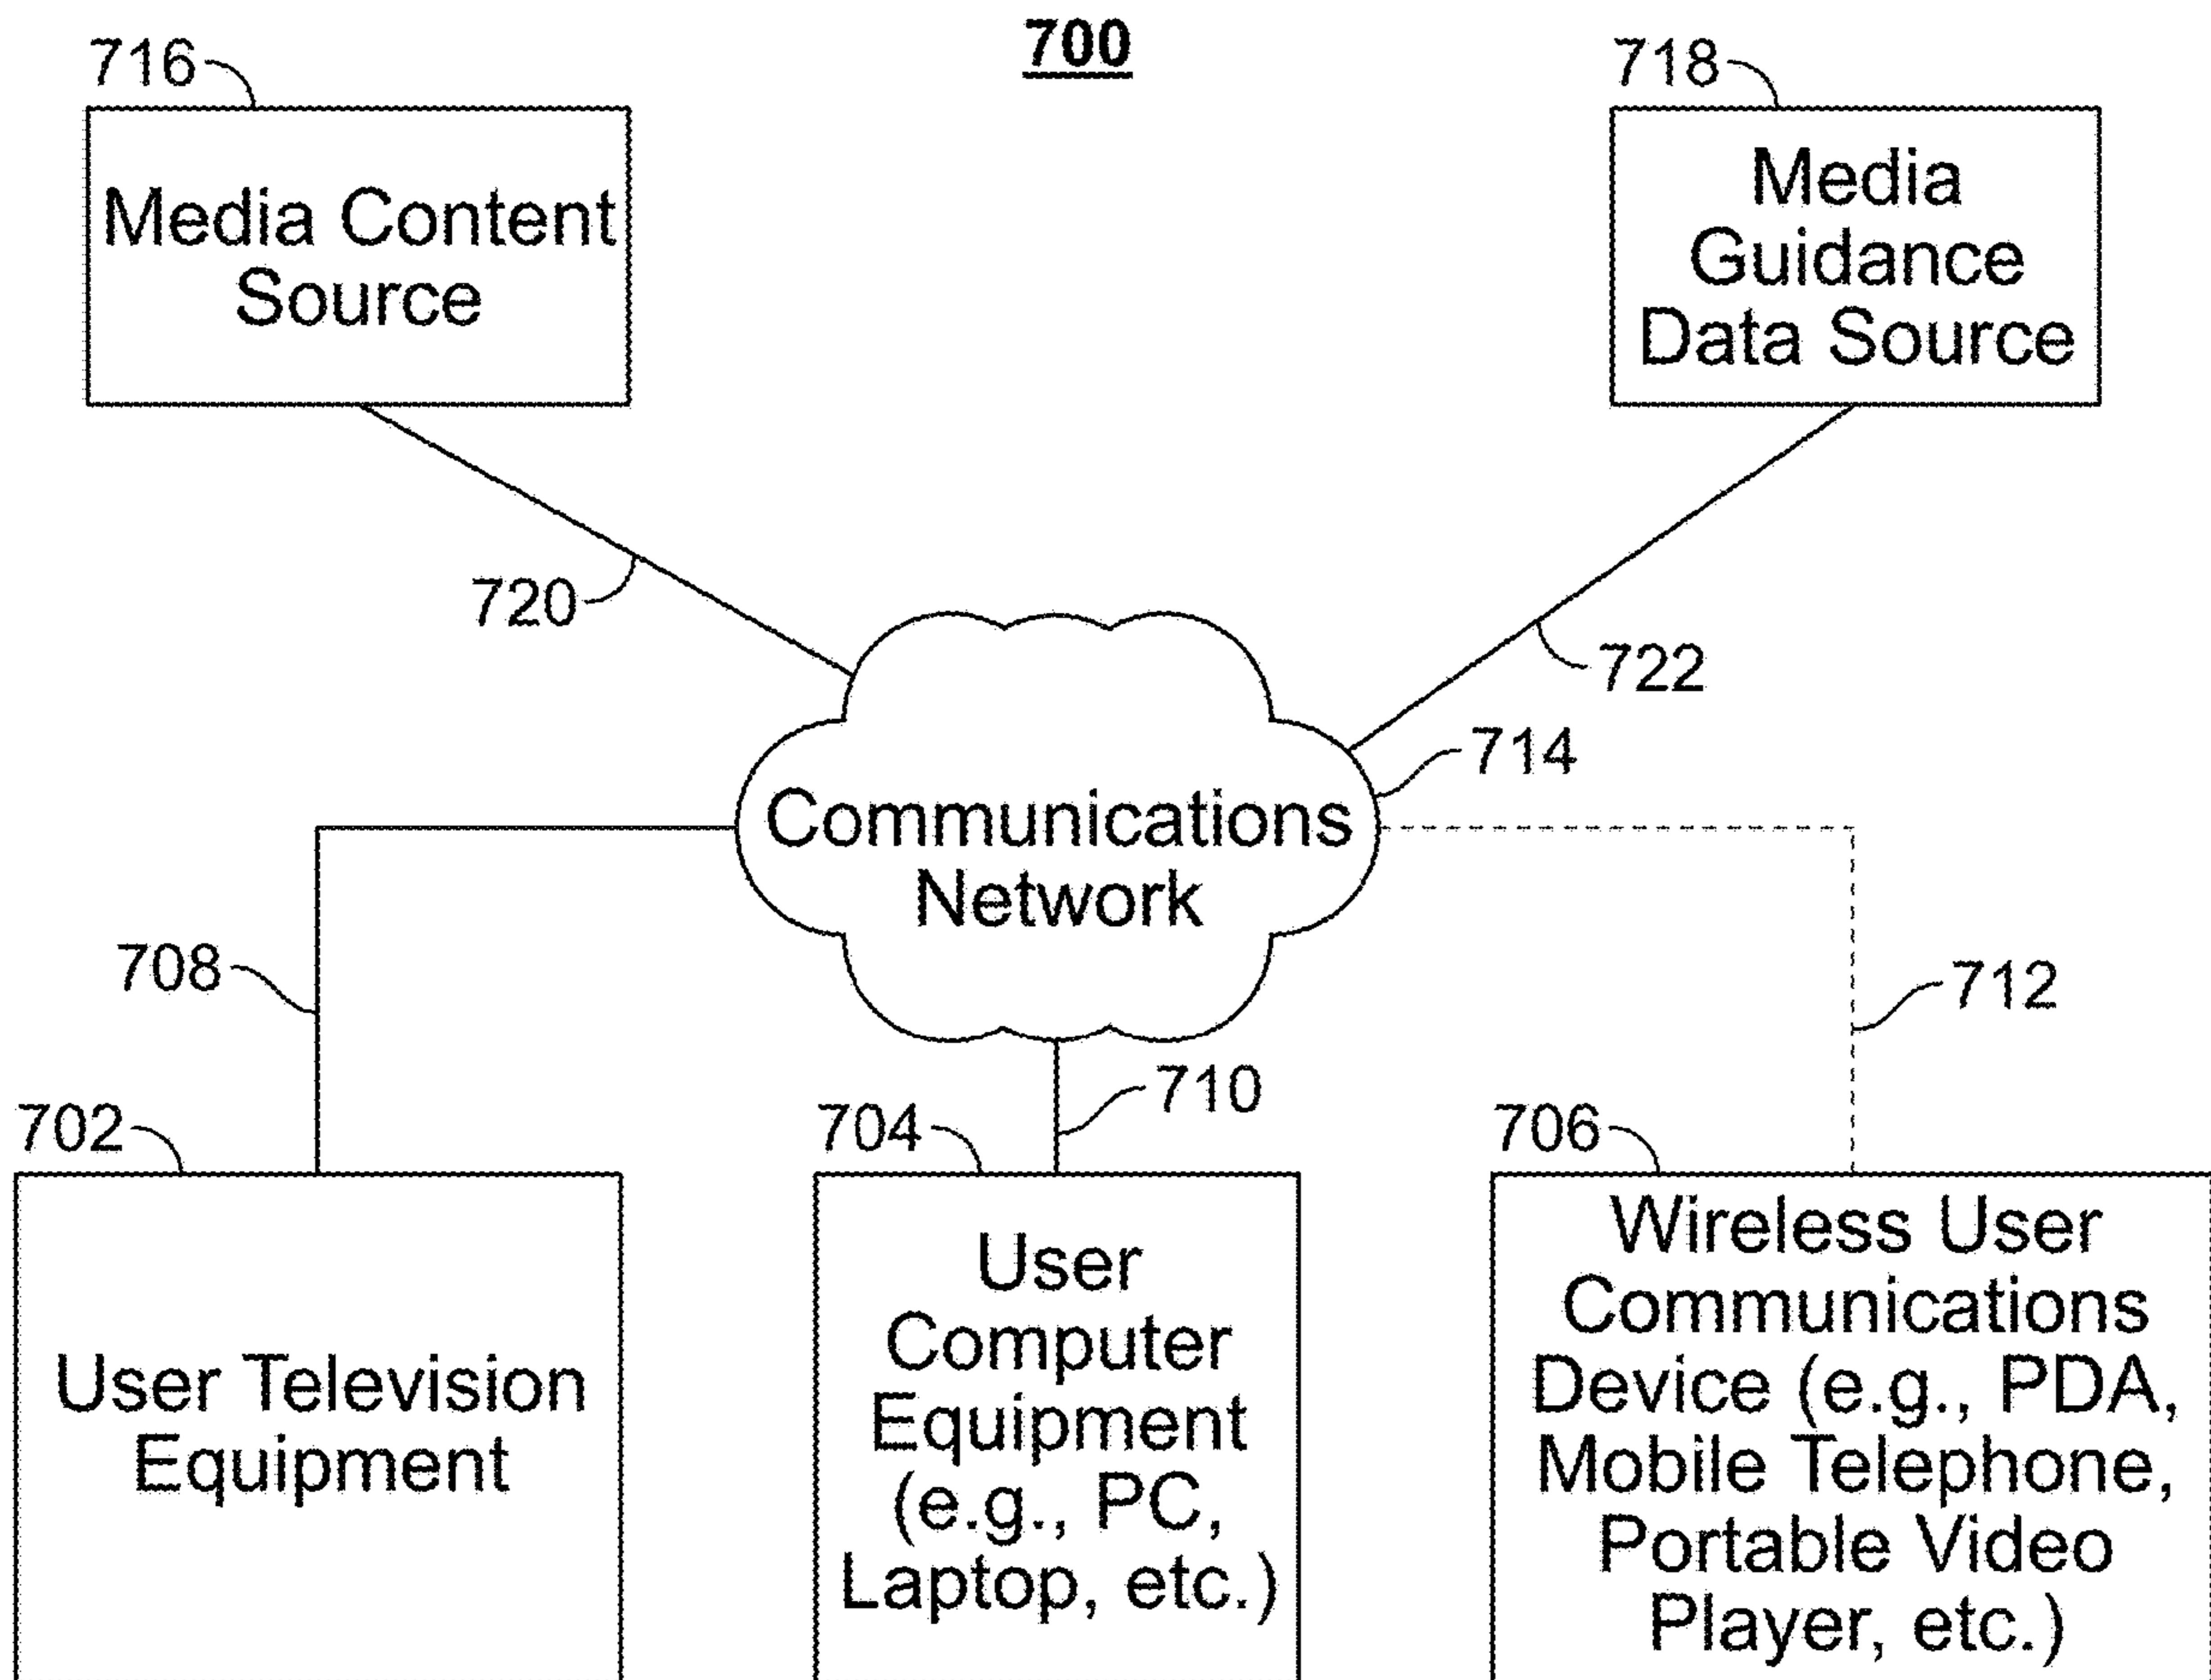 700
716
718
Media Content
Source
Media
Guidance
Data Source
720
722
714
Communications
Network
708
712
710
702
704
706
User Television
Equipment
User
Computer
Equipment
(e.g., PC,
Laptop, etc.)
Wireless User
Communications
Device (e.g., PDA,
Mobile Telephone,
Portable Video
Player, etc.)